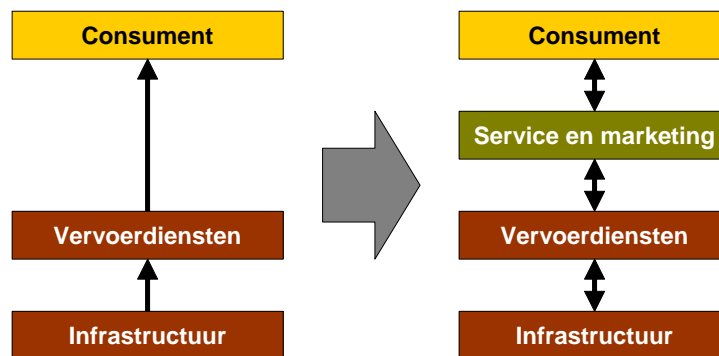 Consument
Vervoerdiensten
Infrastructuur
Consument
Service en marketing
Vervoerdiensten
Infrastructuur